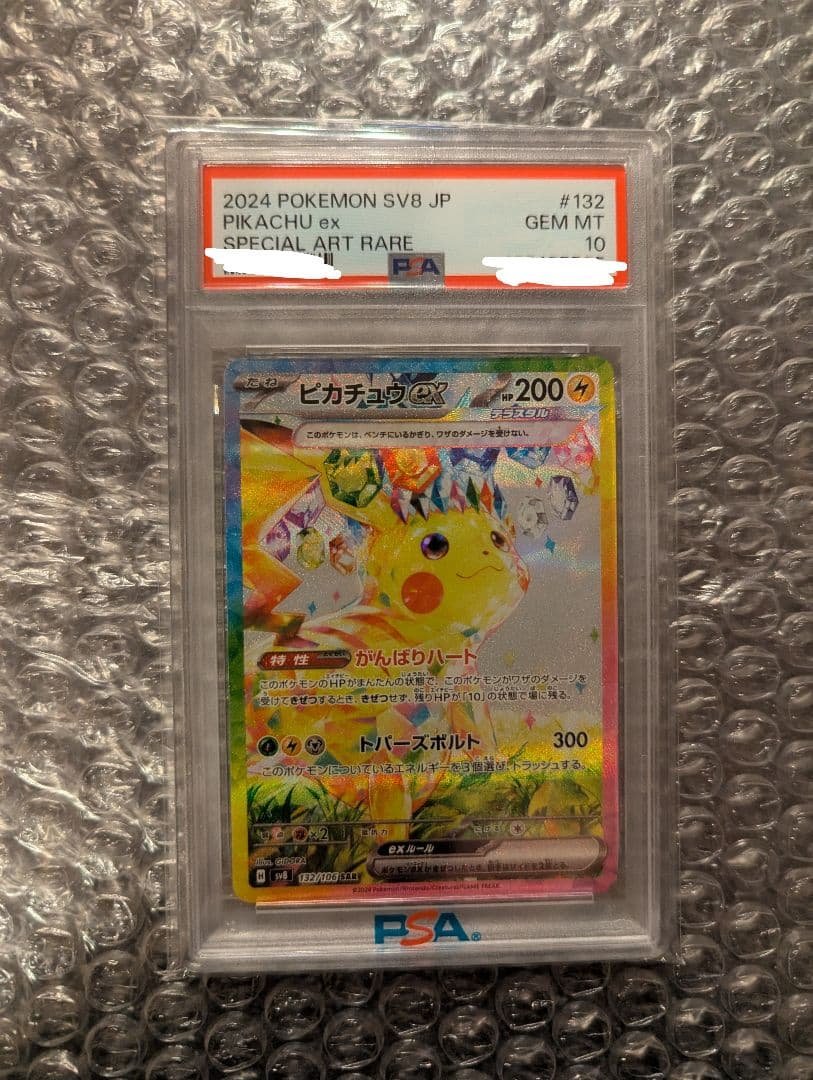 2024 POKEMON SV8 JP #132
PIKACHU ex GEM MT
SPECIAL ART RARE 10
PSA
たね ピカチュウex HP200
テラスタル
このポケモンは、ベンチにいるかぎり、ワザのダメージを受けない。
特性 がんばりハート
このポケモンのHPがまんたんの状態で、このポケモンがワザのダメージを
受けてきぜつするとき、きぜつせず、残りHPが「10」の状態で場に残る。
トパーズボルト 300
このポケモンについているエネルギーを3個選び、トラッシュする。
×2 抵抗力 にげる
exルール
illus. GIDORA
H sv8 132/106 SAR
©2024 Pokémon/Nintendo/Creatures/GAME FREAK.
PSA®